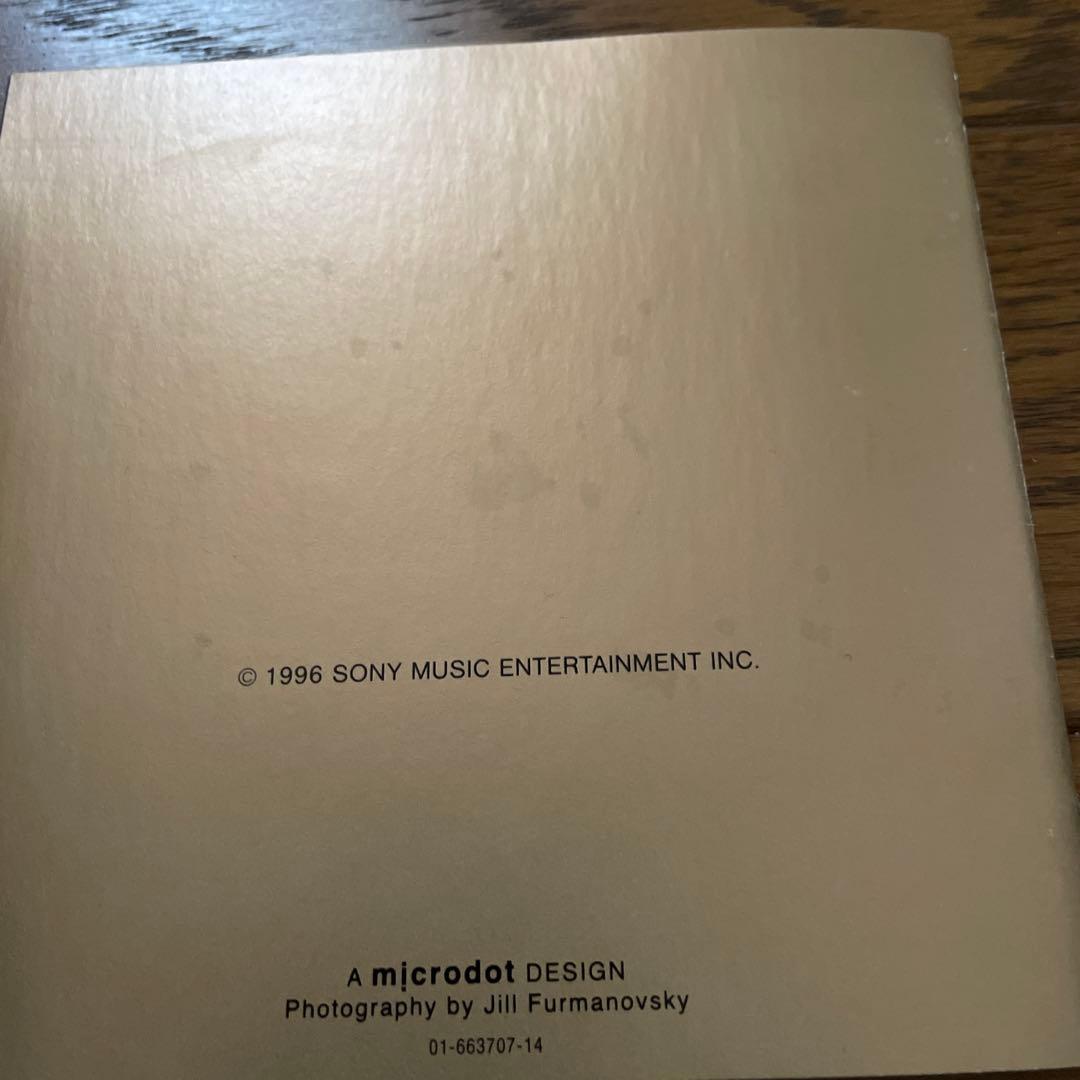 © 1996 SONY MUSIC ENTERTAINMENT INC.
A microdot DESIGN
Photography by Jill Furmanovsky
01-663707-14